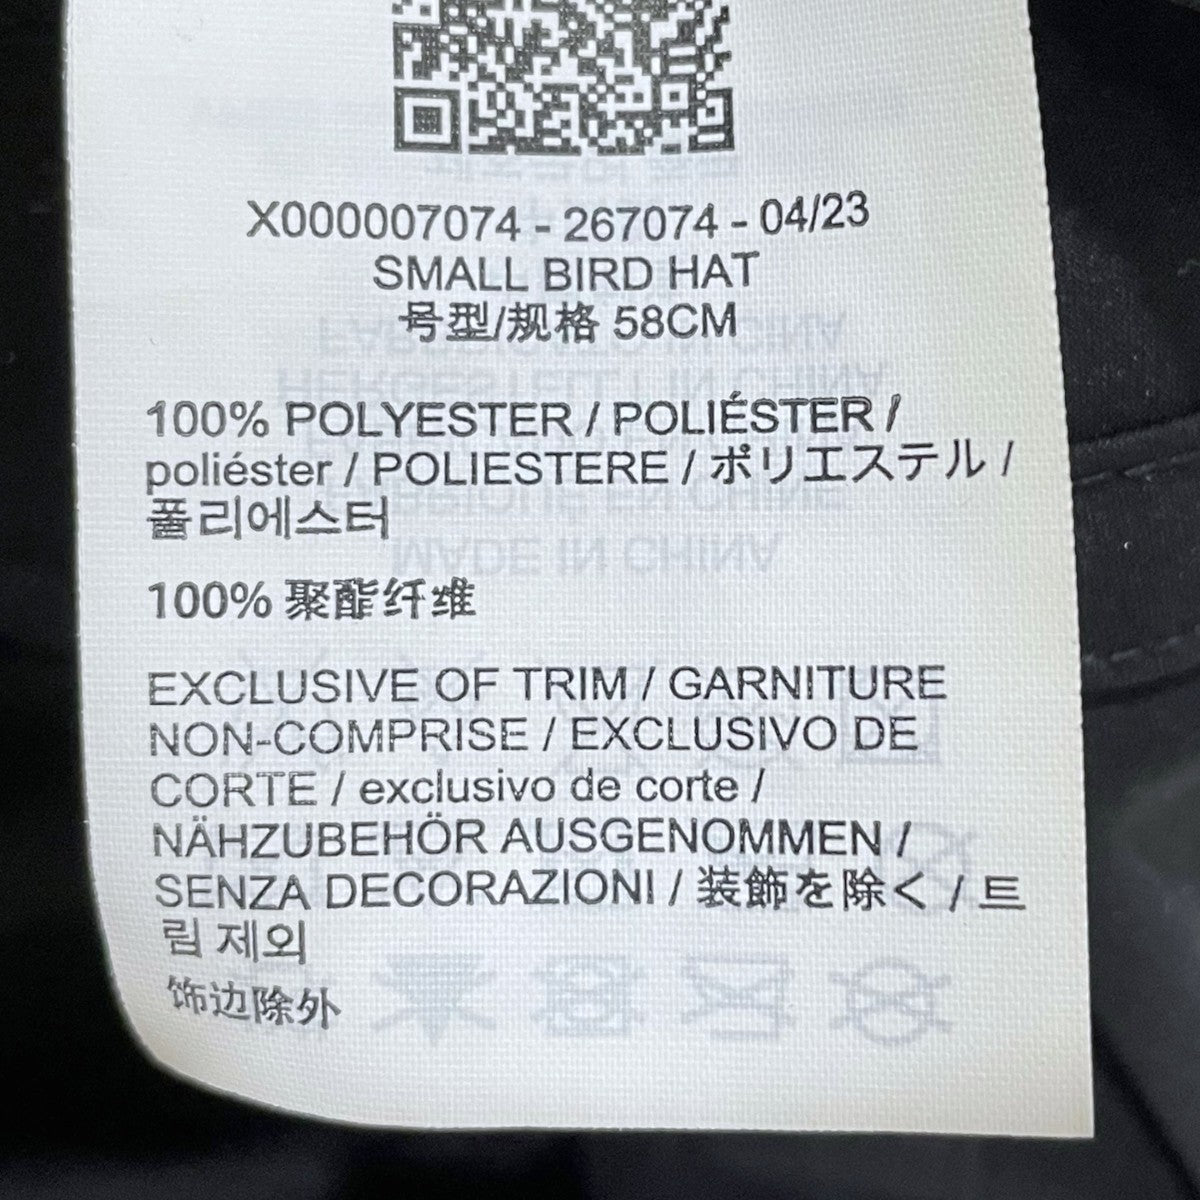 X000007074 - 267074 - 04/23
SMALL BIRD HAT
号型/规格 58CM
100% POLYESTER / POLIÉSTER /
poliéster / POLIESTERE / ポリエステル /
폴리에스터
100% 聚酯纤维
EXCLUSIVE OF TRIM / GARNITURE
NON-COMPRISE / EXCLUSIVO DE
CORTE / exclusivo de corte /
NÄHZUBEHÖR AUSGENOMMEN /
SENZA DECORAZIONI / 装飾を除く / 트
림 제외
饰边除外